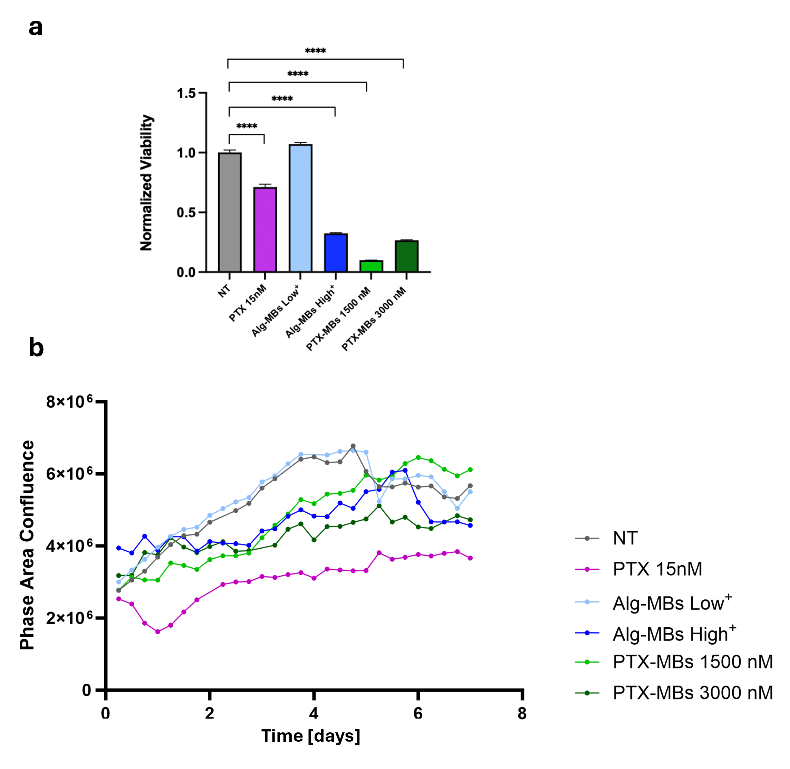 a
****
****
****
****
Normalized Viability
1.5
1.0
0.5
0.0
NT
PTX 15nM
Alg-MBs Low⁺
Alg-MBs High⁺
PTX-MBs 1500 nM
PTX-MBs 3000 nM
b
Phase Area Confluence
8×10⁶
6×10⁶
4×10⁶
2×10⁶
0
0 2 4 6 8
Time [days]
NT
PTX 15nM
Alg-MBs Low⁺
Alg-MBs High⁺
PTX-MBs 1500 nM
PTX-MBs 3000 nM